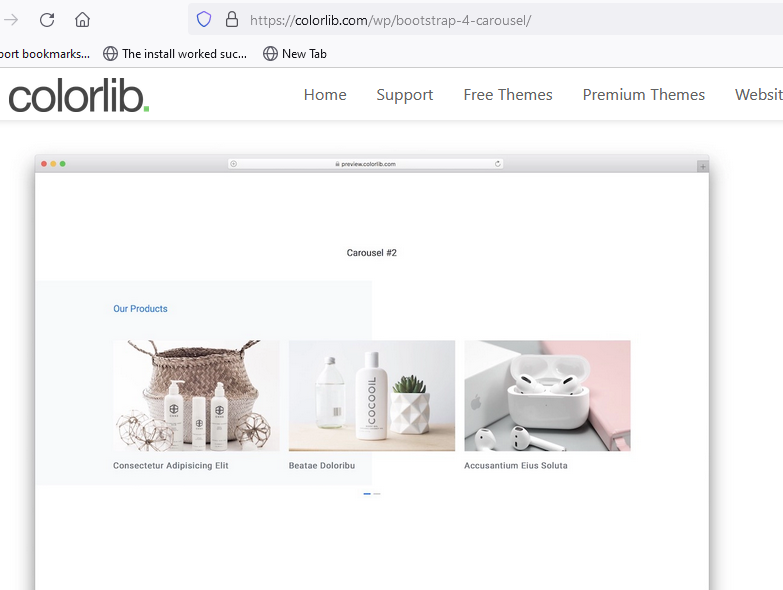 https://colorlib.com/wp/bootstrap-4-carousel/
port bookmarks... The install worked suc... New Tab
colorlib. Home Support Free Themes Premium Themes Websit
preview.colorlib.com
Carousel #2
Our Products
COCOOIL
Consectetur Adipisicing Elit Beatae Doloribu Accusantium Eius Soluta